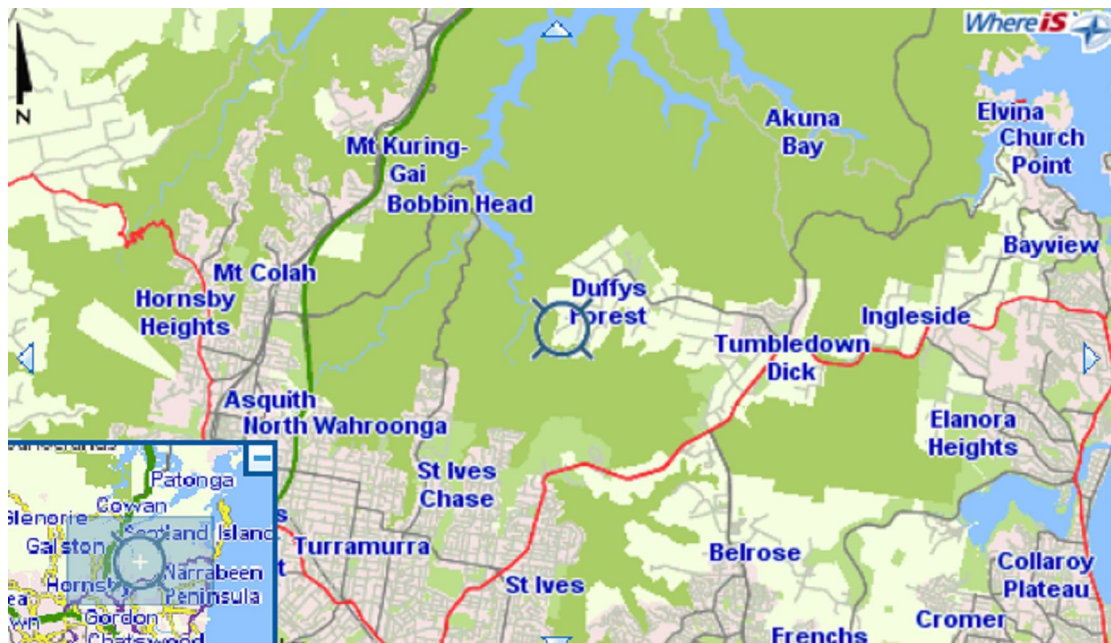 WhereiS
N
Elvina
Akuna
Bay
Church
Point
Mt Kuring-
Gai
Bobbin Head
Bayview
Mt Colah
Duffys
Forest
Hornsby
Heights
Ingleside
Tumbledown
Dick
Asquith
North Wahroonga
Elanora
Heights
St Ives
Chase
Turramurra
Belrose
St Ives
Collaroy
Plateau
Cromer
Frenchs
Patonga
Cowan
Glenorie
Scotland Island
Galston
Narrabeen
Peninsula
Hornsby
Gordon
Chatswood